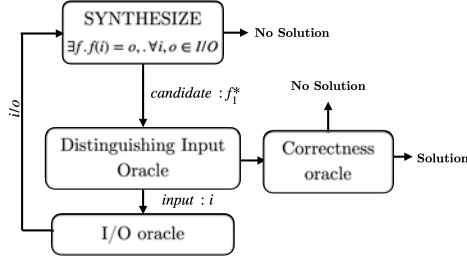 SYNTHESIZE
∃f.f(i) = o,.∀i,o ∈ I/O
No Solution
candidate : f₁*
i/o
No Solution
Distinguishing Input
Oracle
Correctness
oracle
Solution
input : i
I/O oracle